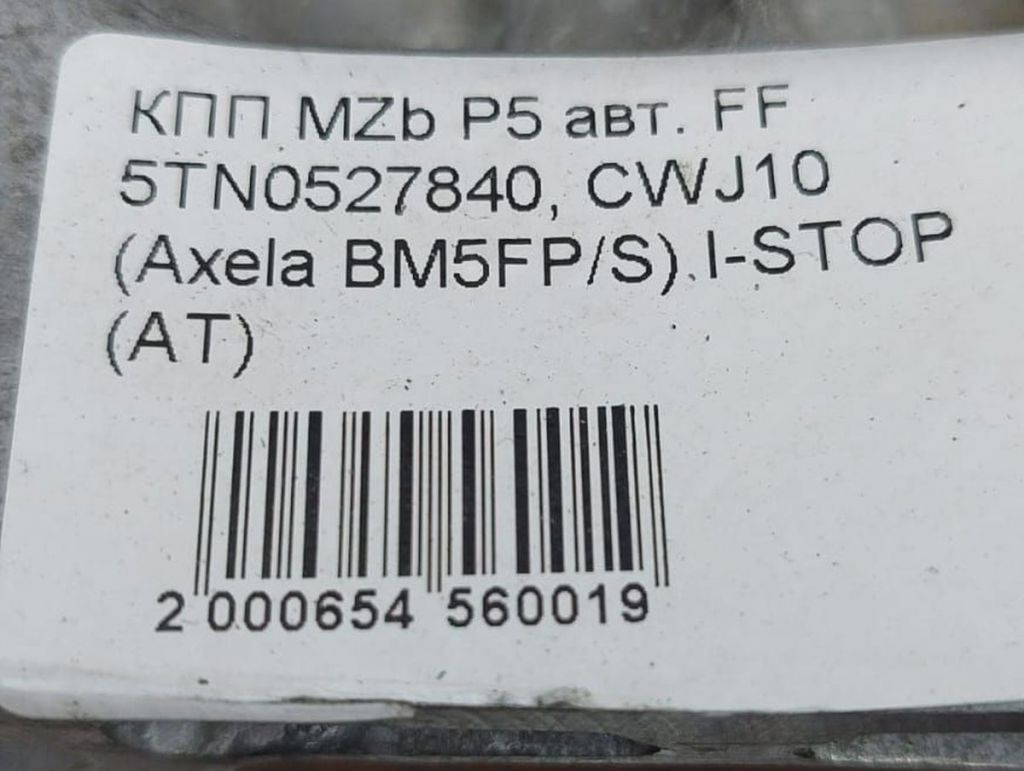 КПП MZb P5 авт. FF
5TN0527840, CWJ10
(Axela BM5FP/S). I-STOP
(AT)
2 000654 560019